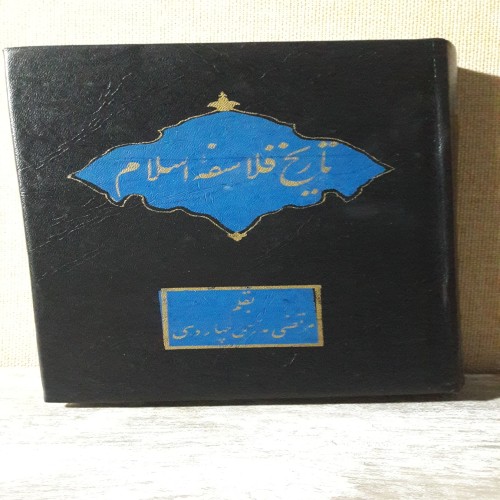 تاریخ فلاسفه اسلام
بقلم
مرتضی مدرسی چهاردهی